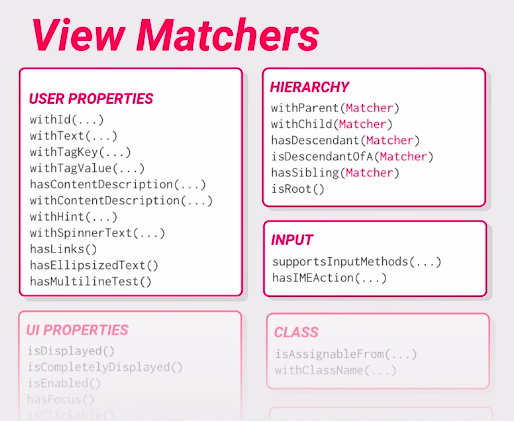 View Matchers
USER PROPERTIES
withId(...)
withText(...)
withTagKey(...)
withTagValue(...)
hasContentDescription(...)
withContentDescription(...)
withHint(...)
withSpinnerText(...)
hasLinks()
hasEllipsizedText()
hasMultilineTest()
HIERARCHY
withParent(Matcher)
withChild(Matcher)
hasDescendant(Matcher)
isDescendantOfA(Matcher)
hasSibling(Matcher)
isRoot()
INPUT
supportsInputMethods(...)
hasIMEAction(...)
UI PROPERTIES
isDisplayed()
isCompletelyDisplayed()
isEnabled()
hasFocus()
isClickable()
CLASS
isAssignableFrom(...)
withClassName(...)